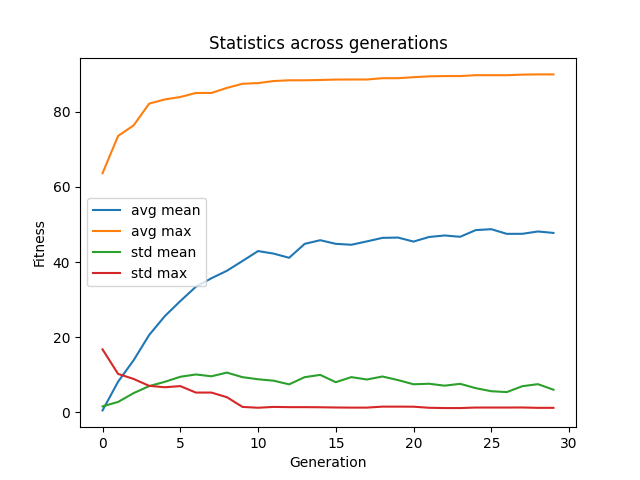 Statistics across generations
80
60
40
20
0
Fitness
avg mean
avg max
std mean
std max
0 5 10 15 20 25 30
Generation